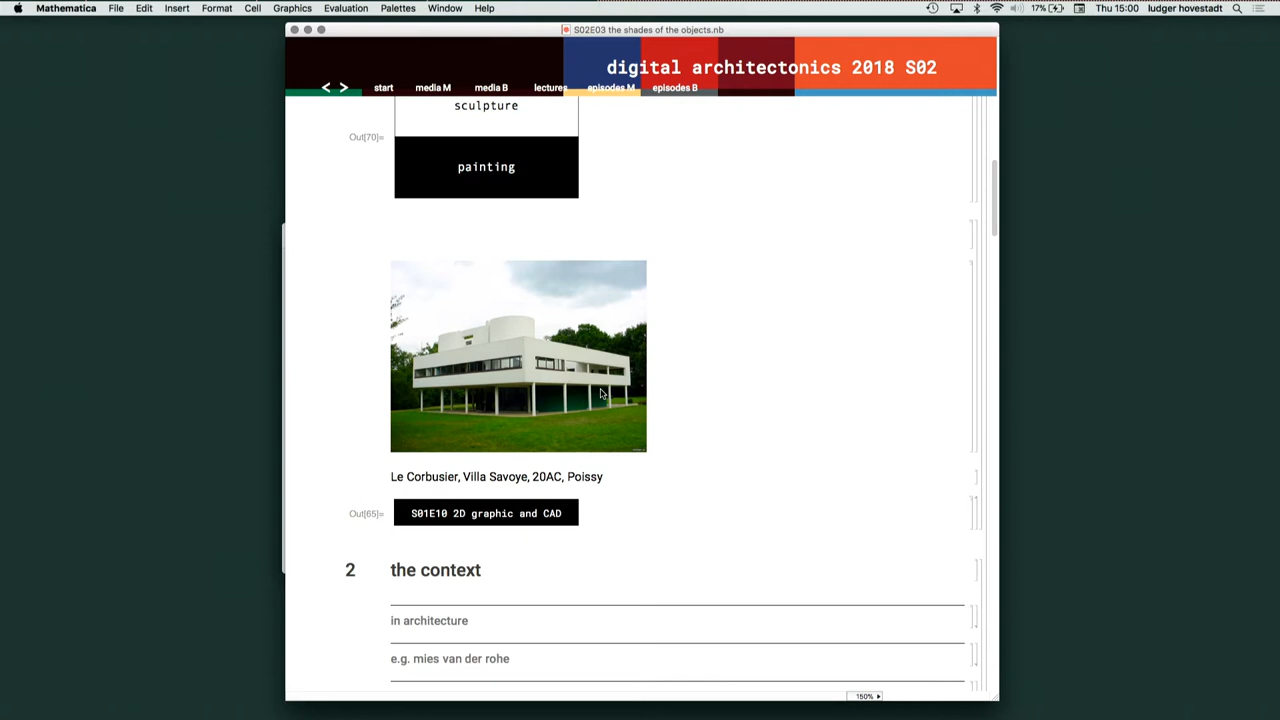 Mathematica File Edit Insert Format Cell Graphics Evaluation Palettes Window Help 17% Thu 15:00 ludger hovestadt
S02E03 the shades of the objects.nb
digital architectonics 2018 S02
< > start media M media B lectures episodes M episodes B
sculpture
Out[70]=
painting
Le Corbusier, Villa Savoye, 20AC, Poissy
Out[65]= S01E10 2D graphic and CAD
2 the context
in architecture
e.g. mies van der rohe
150%